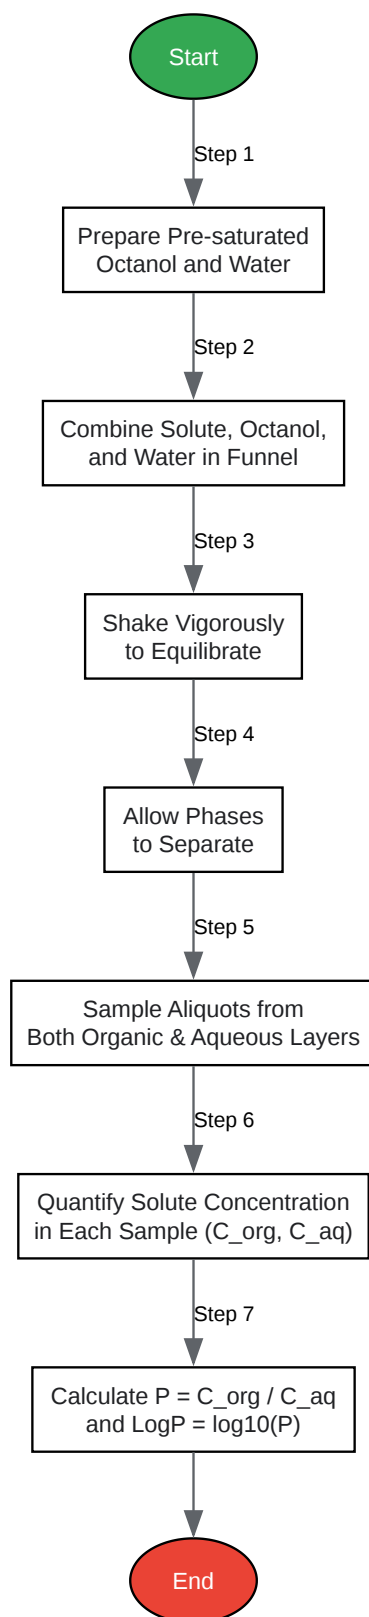 Start
Step 1
Prepare Pre-saturated
Octanol and Water
Step 2
Combine Solute, Octanol,
and Water in Funnel
Step 3
Shake Vigorously
to Equilibrate
Step 4
Allow Phases
to Separate
Step 5
Sample Aliquots from
Both Organic & Aqueous Layers
Step 6
Quantify Solute Concentration
in Each Sample (C_org, C_aq)
Step 7
Calculate P = C_org / C_aq
and LogP = log10(P)
End